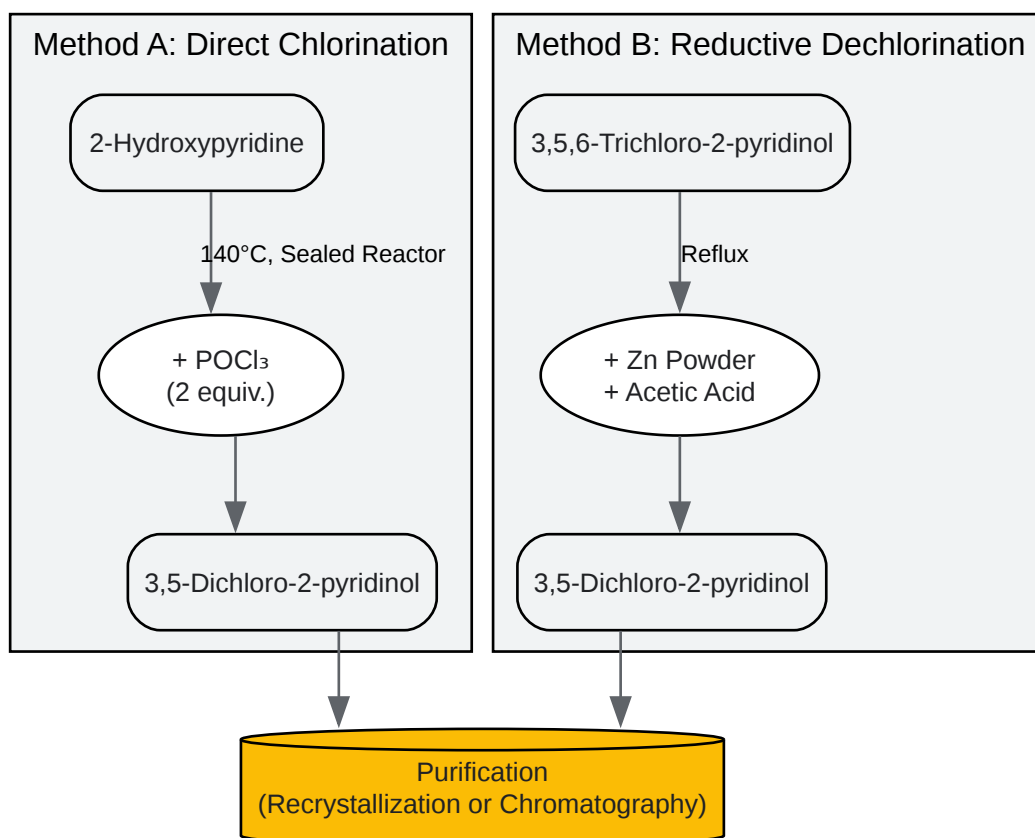 Method A: Direct Chlorination
2-Hydroxypyridine
140°C, Sealed Reactor
+ POCl₃
(2 equiv.)
3,5-Dichloro-2-pyridinol
Method B: Reductive Dechlorination
3,5,6-Trichloro-2-pyridinol
Reflux
+ Zn Powder
+ Acetic Acid
3,5-Dichloro-2-pyridinol
Purification
(Recrystallization or Chromatography)